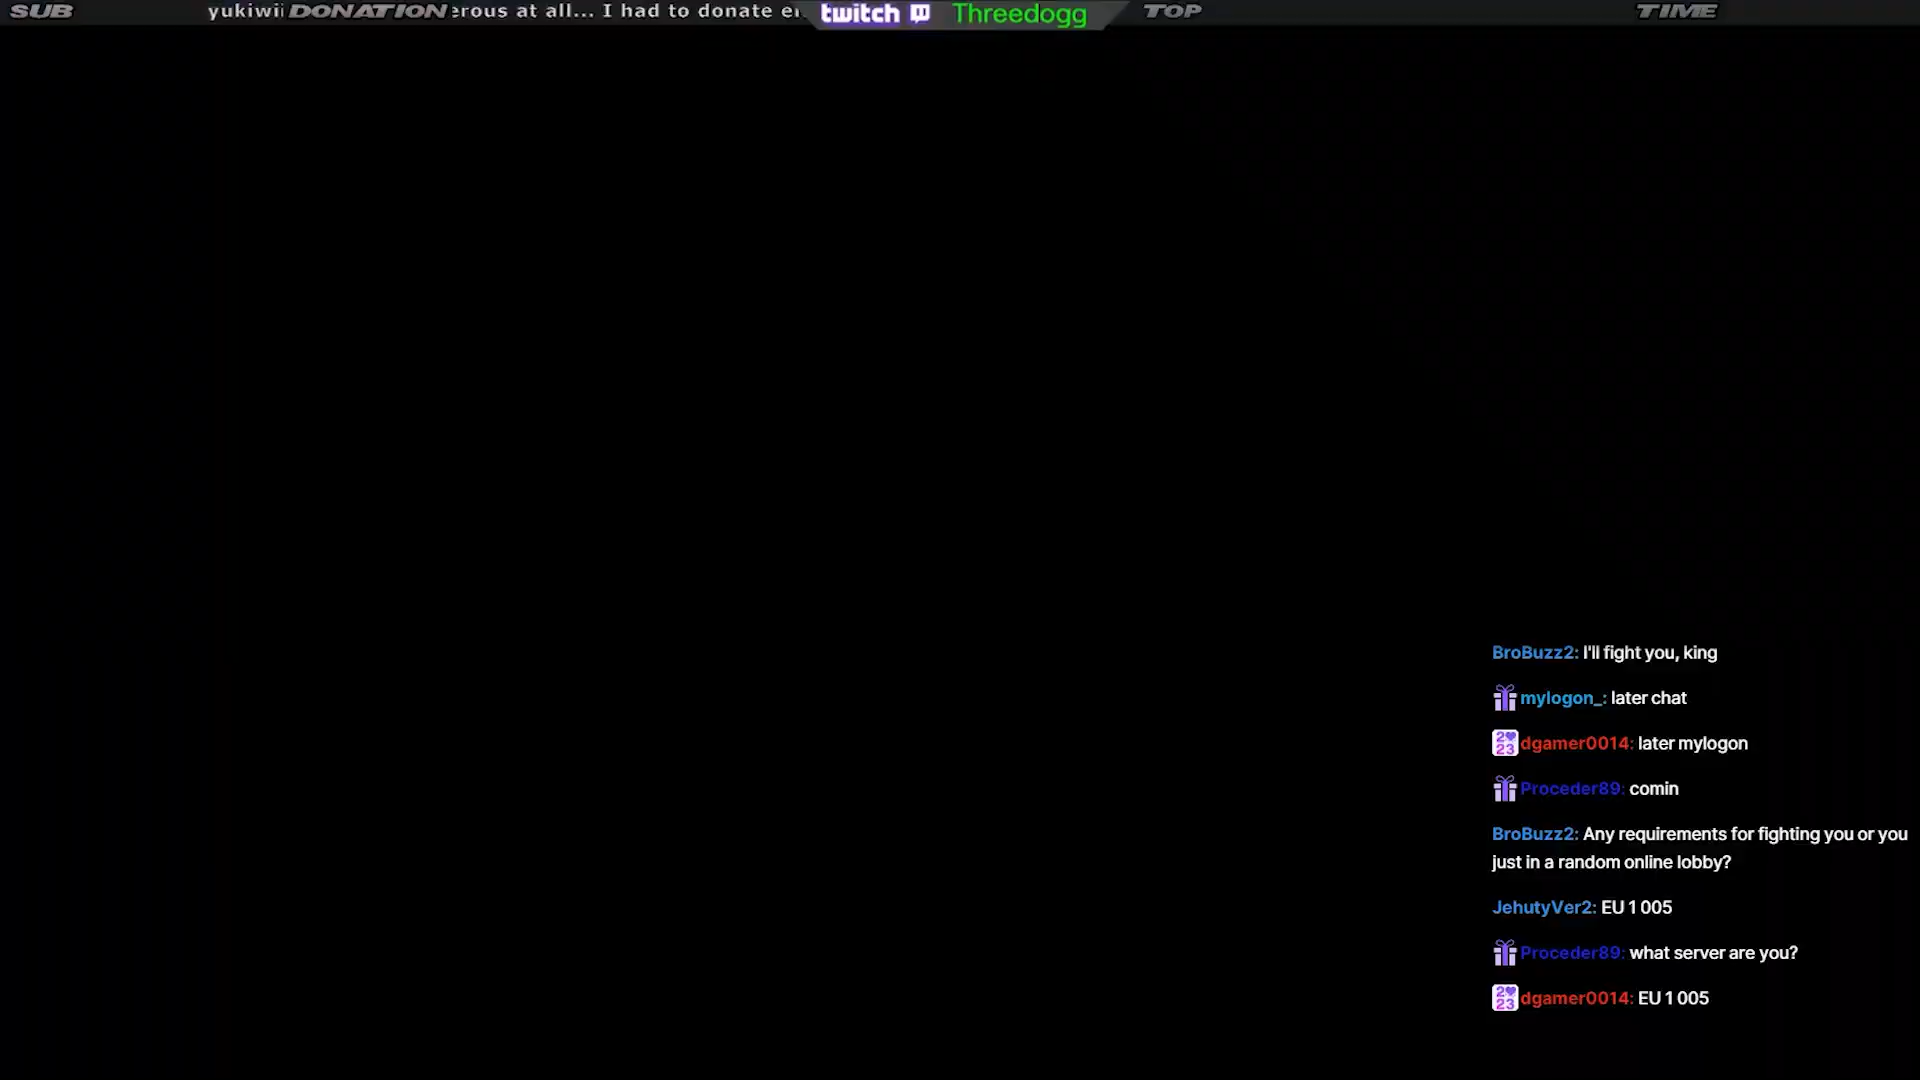 SUB yukiwii DONATION erous at all... I had to donate twitch Threedogg TOP TIME
BroBuzz2: I'll fight you, king
mylogon_: later chat
dgamer0014: later mylogon
Proceder89: comin
BroBuzz2: Any requirements for fighting you or you
just in a random online lobby?
JehutyVer2: EU 1 005
Proceder89: what server are you?
dgamer0014: EU 1 005